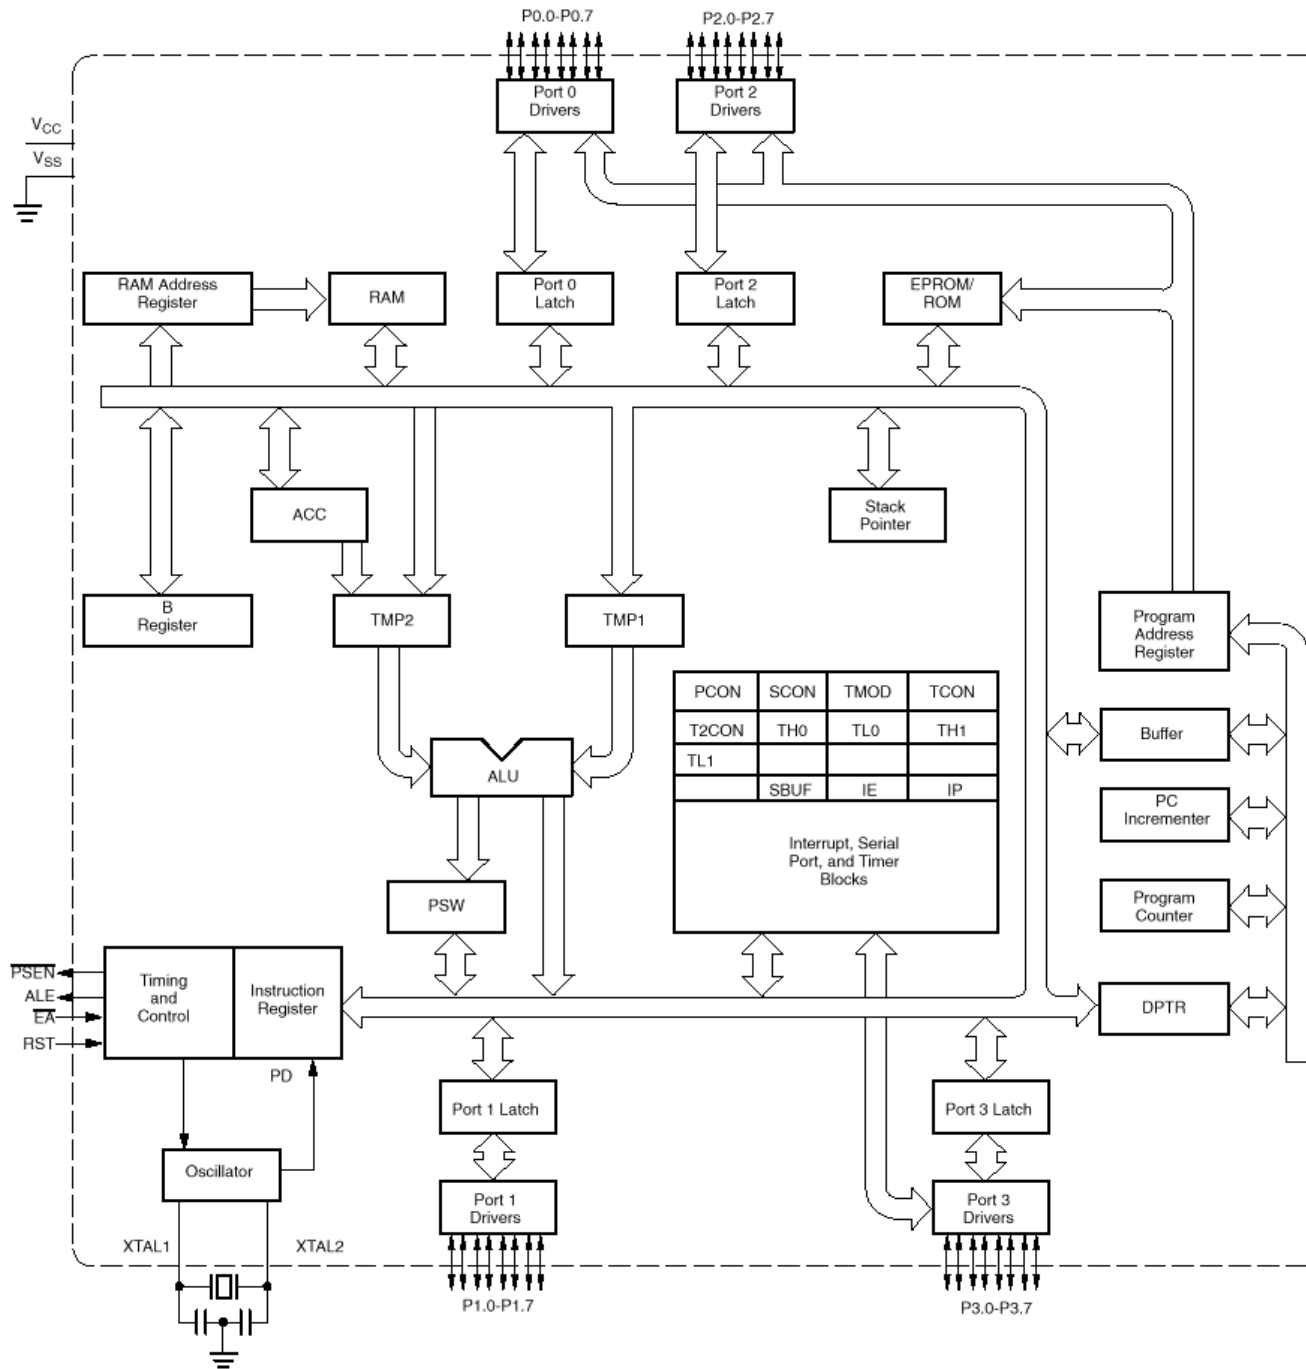 P0.0-P0.7
P2.0-P2.7
Port 0
Drivers
Port 2
Drivers
VCC
VSS
RAM Address
Register
RAM
Port 0
Latch
Port 2
Latch
EPROM/
ROM
ACC
Stack
Pointer
B
Register
TMP2
TMP1
Program
Address
Register
PCON SCON TMOD TCON
T2CON TH0 TL0 TH1
TL1
SBUF IE IP
Interrupt, Serial
Port, and Timer
Blocks
Buffer
ALU
PC
Incrementer
PSW
Program
Counter
PSEN
ALE
EA
RST
Timing
and
Control
Instruction
Register
DPTR
PD
Port 1 Latch
Port 3 Latch
Oscillator
Port 1
Drivers
Port 3
Drivers
XTAL1
XTAL2
P1.0-P1.7
P3.0-P3.7